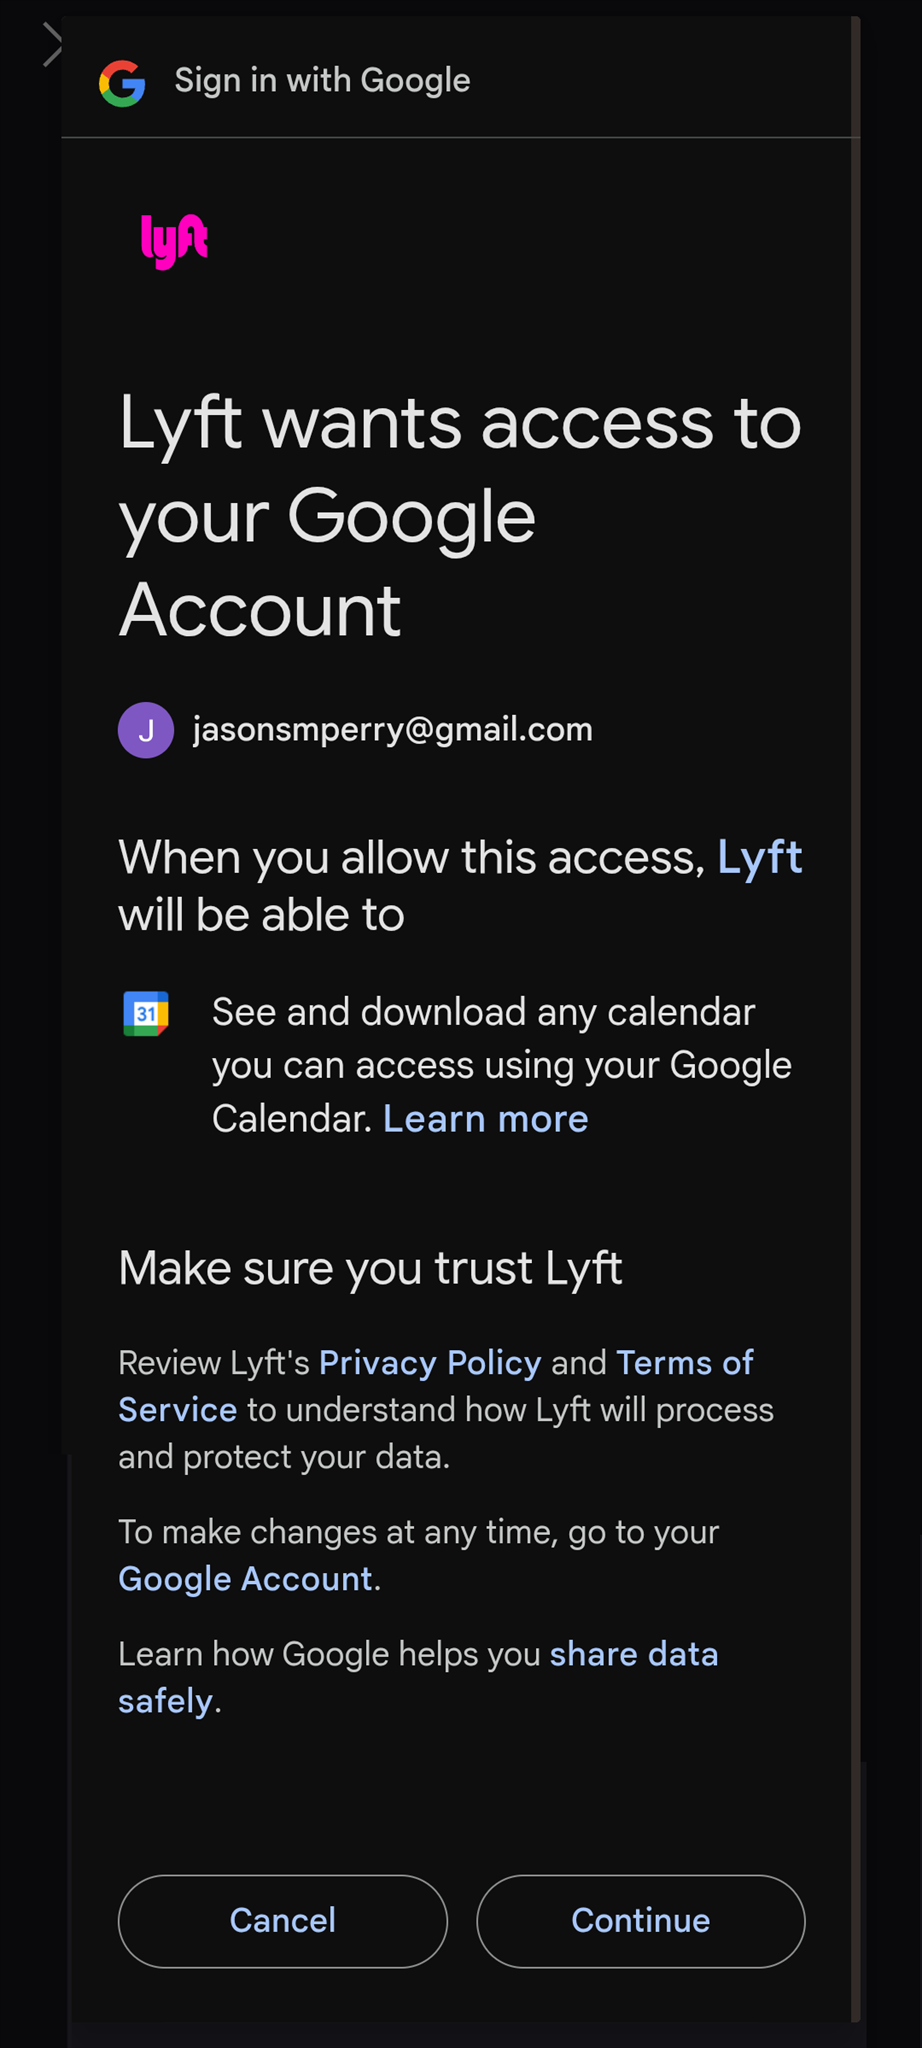 Sign in with Google
lyft
Lyft wants access to
your Google
Account
J jasonsmperry@gmail.com
When you allow this access, Lyft
will be able to
31
See and download any calendar
you can access using your Google
Calendar. Learn more
Make sure you trust Lyft
Review Lyft's Privacy Policy and Terms of
Service to understand how Lyft will process
and protect your data.
To make changes at any time, go to your
Google Account.
Learn how Google helps you share data
safely.
Cancel Continue